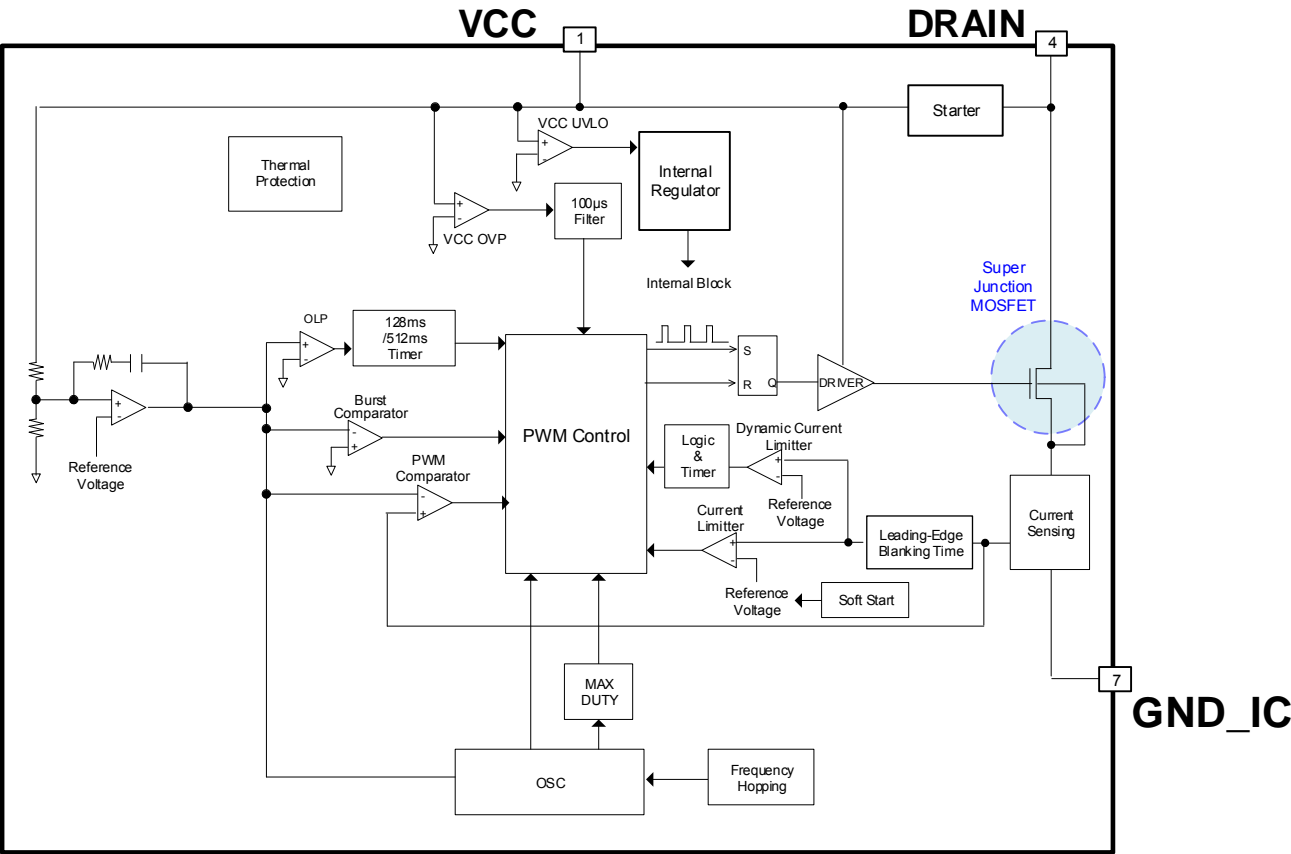 VCC
DRAIN
1
4
Starter
VCC UVLO
+
-
Thermal
Protection
Internal
Regulator
100µs
Filter
+
-
VCC OVP
Internal Block
Super
Junction
MOSFET
OLP
+
-
128ms
/512ms
Timer
S
R
Q
DRIVER
+
-
Reference
Voltage
Burst
Comparator
-
+
PWM
Comparator
-
+
PWM Control
Logic
&
Timer
Dynamic Current
Limitter
+
-
Reference
Voltage
Current
Limitter
+
-
Leading-Edge
Blanking Time
Current
Sensing
Reference
Voltage
Soft Start
7
GND_IC
MAX
DUTY
OSC
Frequency
Hopping